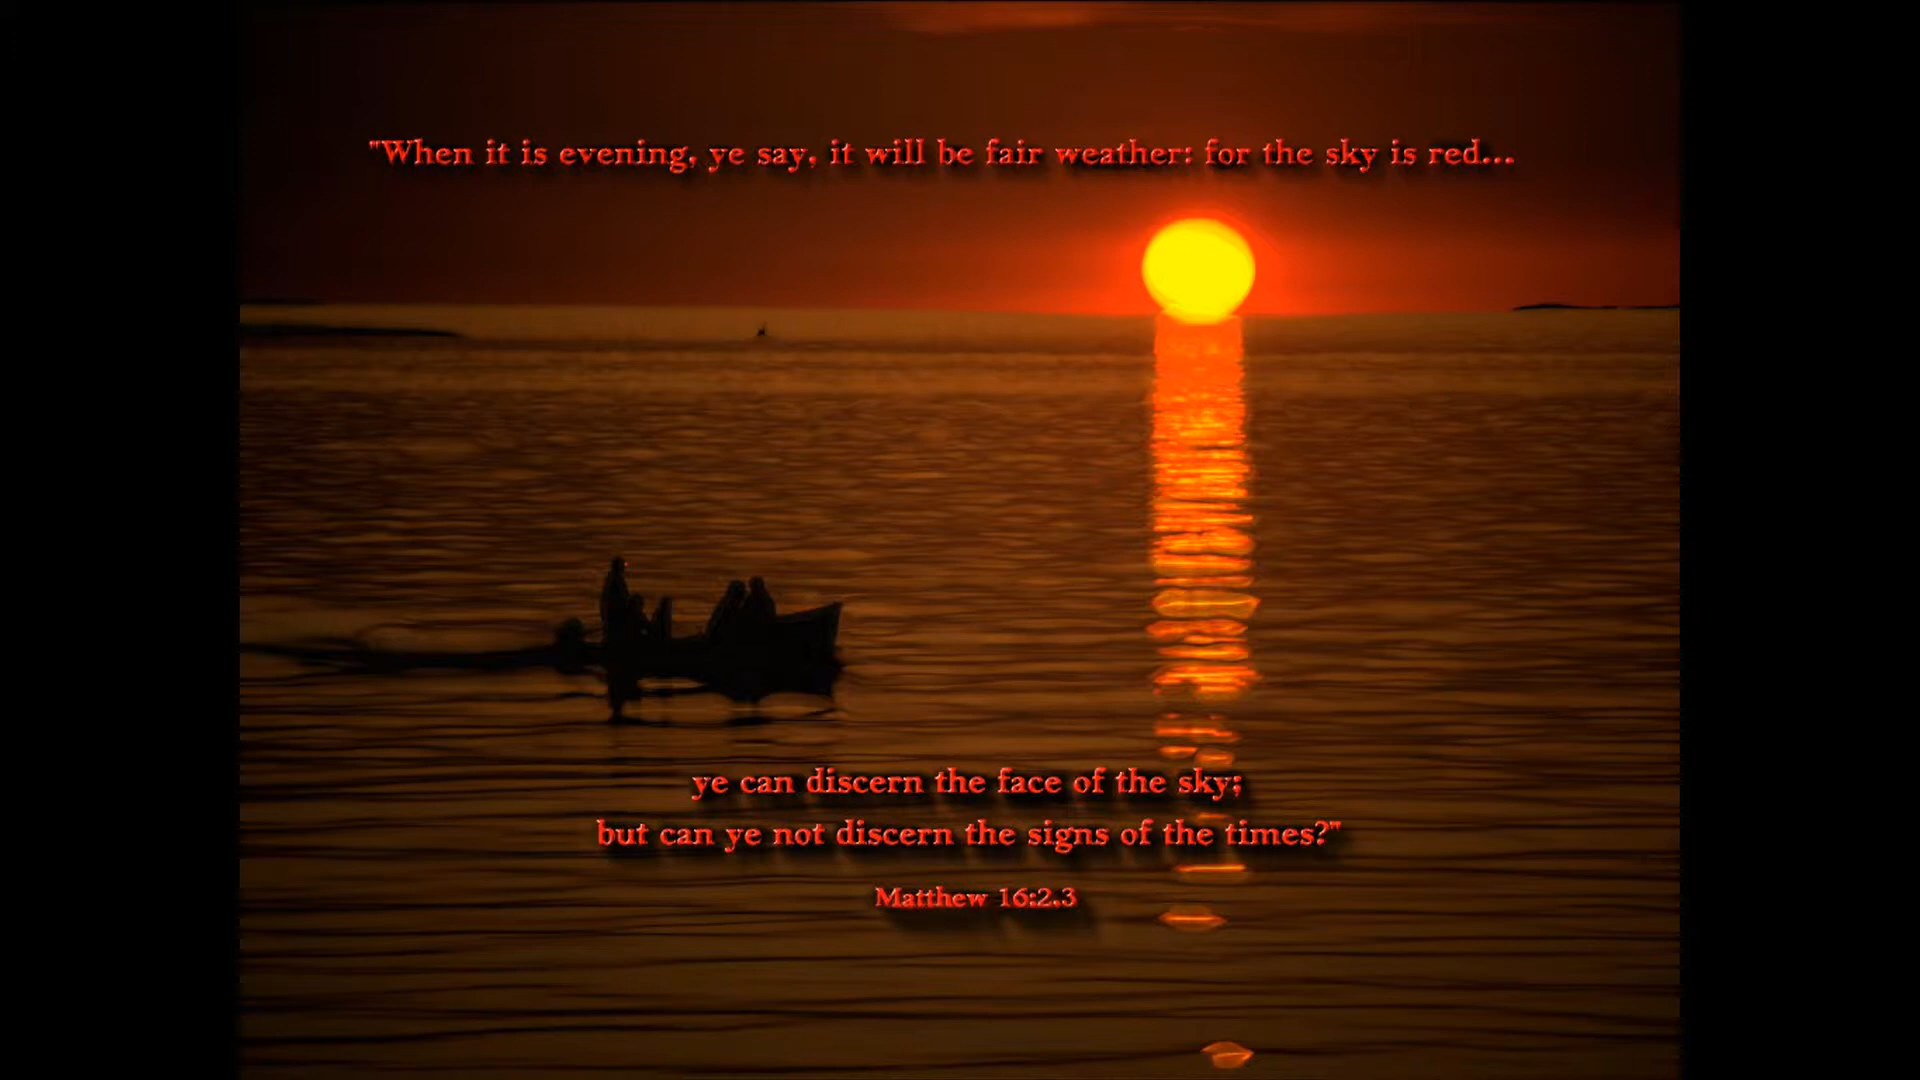 "When it is evening, ye say, it will be fair weather: for the sky is red...
ye can discern the face of the sky;
but can ye not discern the signs of the times?"
Matthew 16:2.3